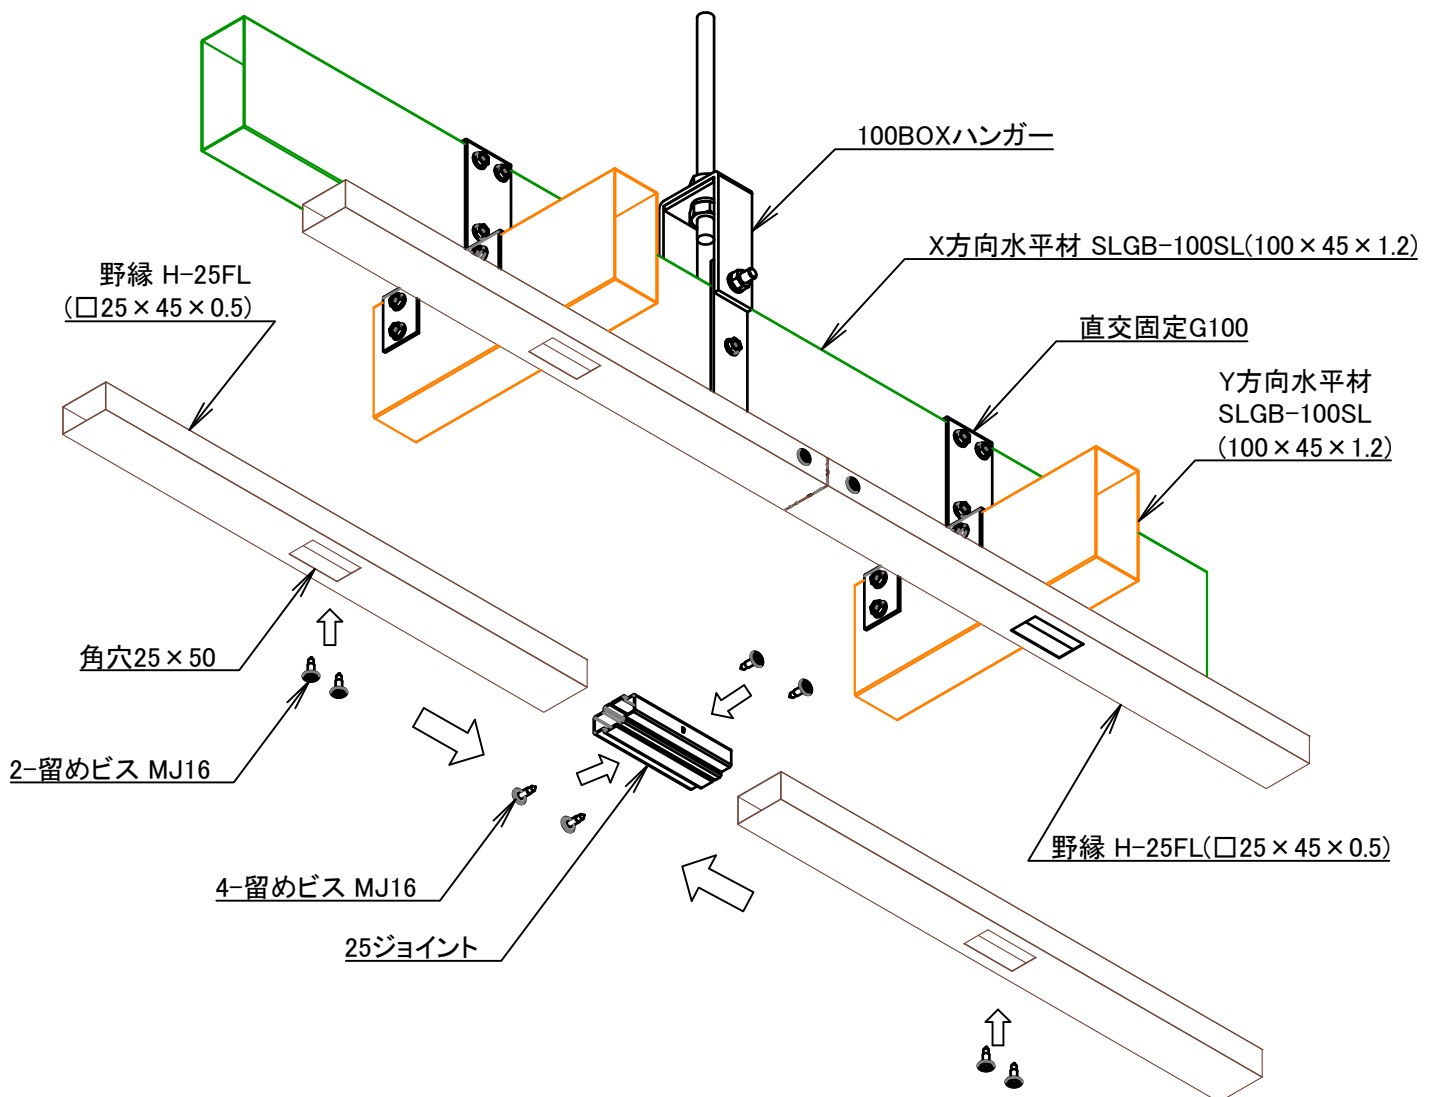 100BOXハンガー
X方向水平材 SLGB-100SL(100×45×1.2)
野縁 H-25FL
(□25×45×0.5)
直交固定G100
Y方向水平材
SLGB-100SL
(100×45×1.2)
角穴25×50
2-留めビス MJ16
野縁 H-25FL(□25×45×0.5)
4-留めビス MJ16
25ジョイント